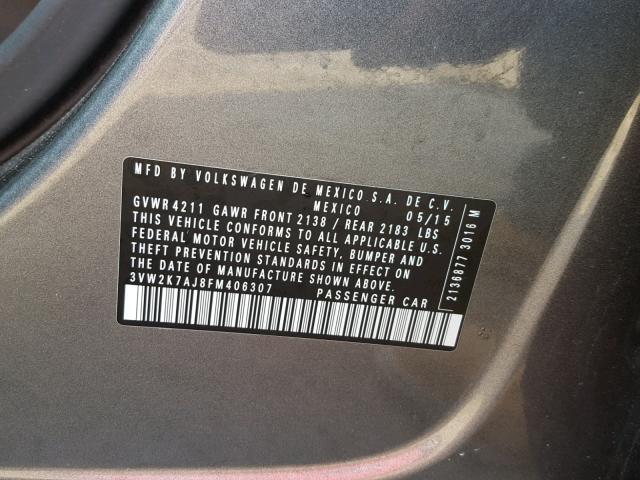 MFD BY VOLKSWAGEN DE MEXICO S.A. DE C.V.
MEXICO 05/15
GVWR 4211 GAWR FRONT 2138 / REAR 2183 LBS
THIS VEHICLE CONFORMS TO ALL APPLICABLE U.S.
FEDERAL MOTOR VEHICLE SAFETY, BUMPER AND
THEFT PREVENTION STANDARDS IN EFFECT ON
THE DATE OF MANUFACTURE SHOWN ABOVE.
3VW2K7AJ8FM406307 PASSENGER CAR
2136877 3016 M